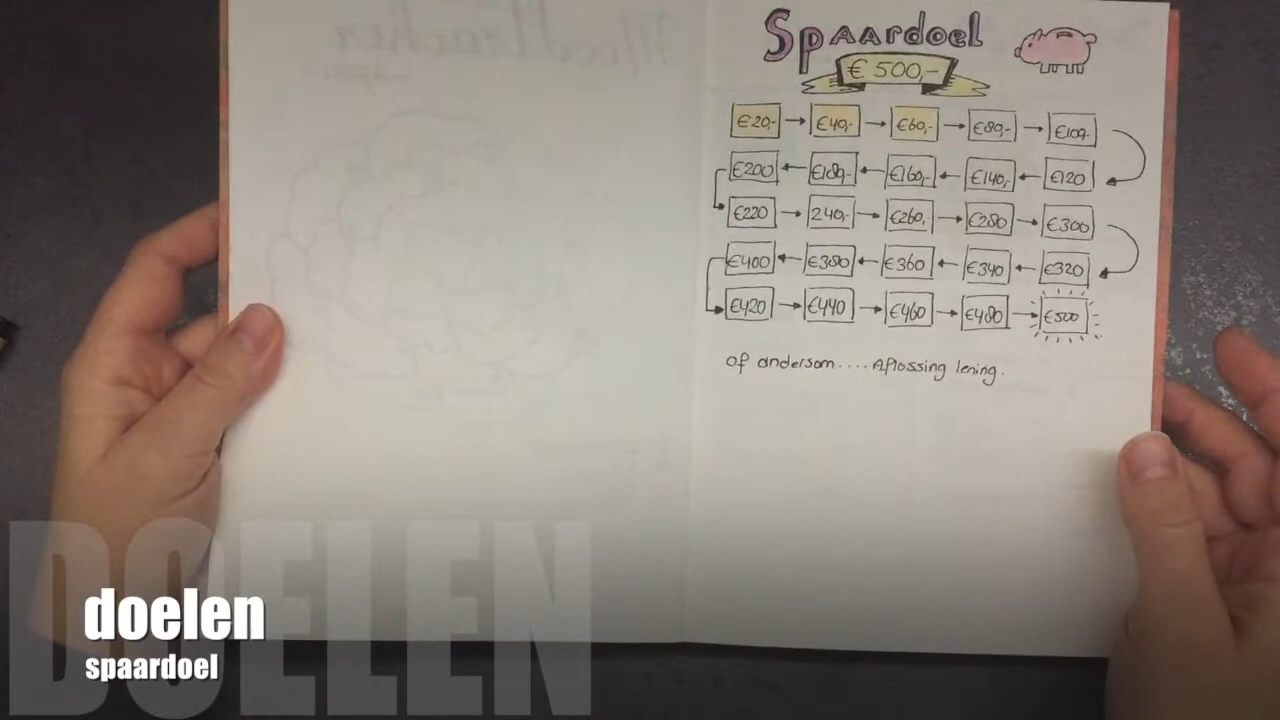 Spaardoel
€ 500,-
€20,- → €40,- → €60,- → €80,- → €100,-
€200 ← €180,- ← €160,- ← €140,- ← €120
€220 → 240,- → €260,- → €280 → €300
€400 ← €380 ← €360 ← €340 ← €320
€420 → €440 → €460 → €480 → €500
of andersom.... Aflossing lening.
DOELEN
doelen
spaardoel